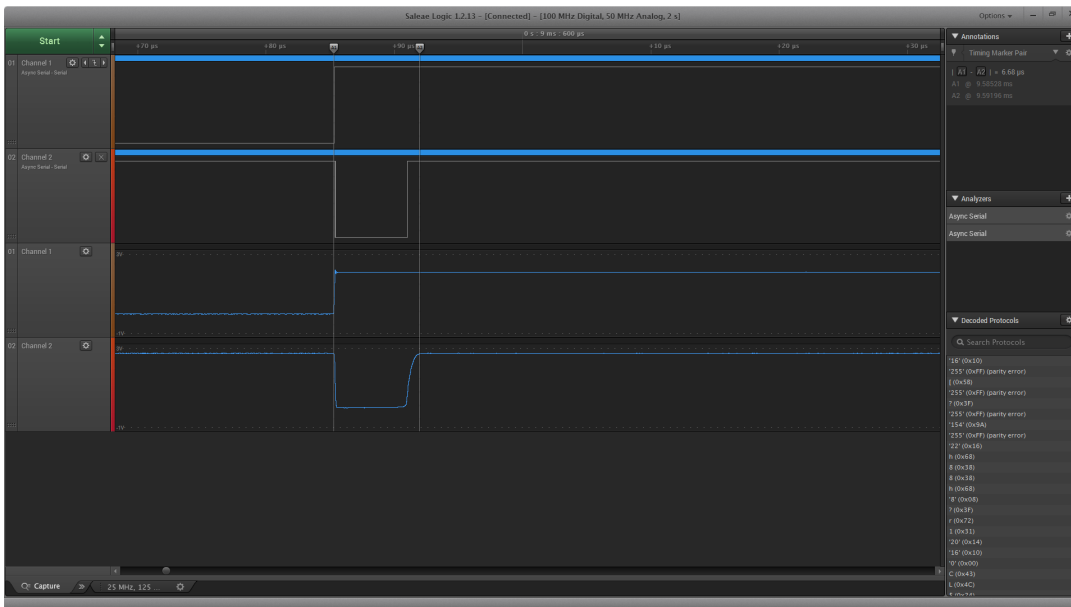 Saleae Logic 1.2.13 - [Connected] - [100 MHz Digital, 50 MHz Analog, 2 s]
Options
Start
0 s : 9 ms : 600 µs
+70 µs
+80 µs
A1
+90 µs
A2
+10 µs
+20 µs
+30 µs
01 Channel 1
Async Serial - Serial
02 Channel 2
Async Serial - Serial
01 Channel 1
3V
-1V
02 Channel 2
3V
-1V
Annotations
Timing Marker Pair
| A1 - A2 | = 6.68 µs
A1 @ 9.58528 ms
A2 @ 9.59196 ms
Analyzers
Async Serial
Async Serial
Decoded Protocols
Search Protocols
'16' (0x10)
'255' (0xFF) (parity error)
[ (0x5B)
'255' (0xFF) (parity error)
? (0x3F)
'255' (0xFF) (parity error)
'154' (0x9A)
'255' (0xFF) (parity error)
'22' (0x16)
h (0x68)
8 (0x38)
8 (0x38)
h (0x68)
'8' (0x08)
? (0x3F)
r (0x72)
1 (0x31)
'20' (0x14)
'16' (0x10)
'0' (0x00)
C (0x43)
L (0x4C)
Capture
25 MHz, 125 ...